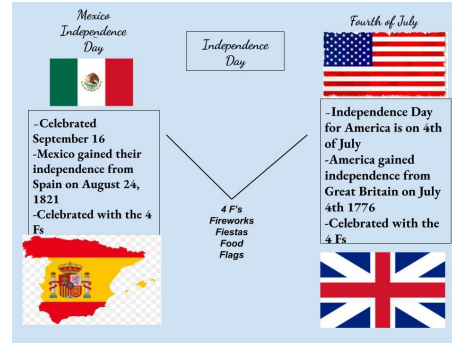 Mexico
Independence
Day
Independence
Day
Fourth of July
-Celebrated
September 16
-Mexico gained their
independence from
Spain on August 24,
1821
-Celebrated with the 4
Fs
-Independence Day
for America is on 4th
of July
-America gained
independence from
Great Britain on July
4th 1776
-Celebrated with the
4 Fs
4 F's
Fireworks
Fiestas
Food
Flags